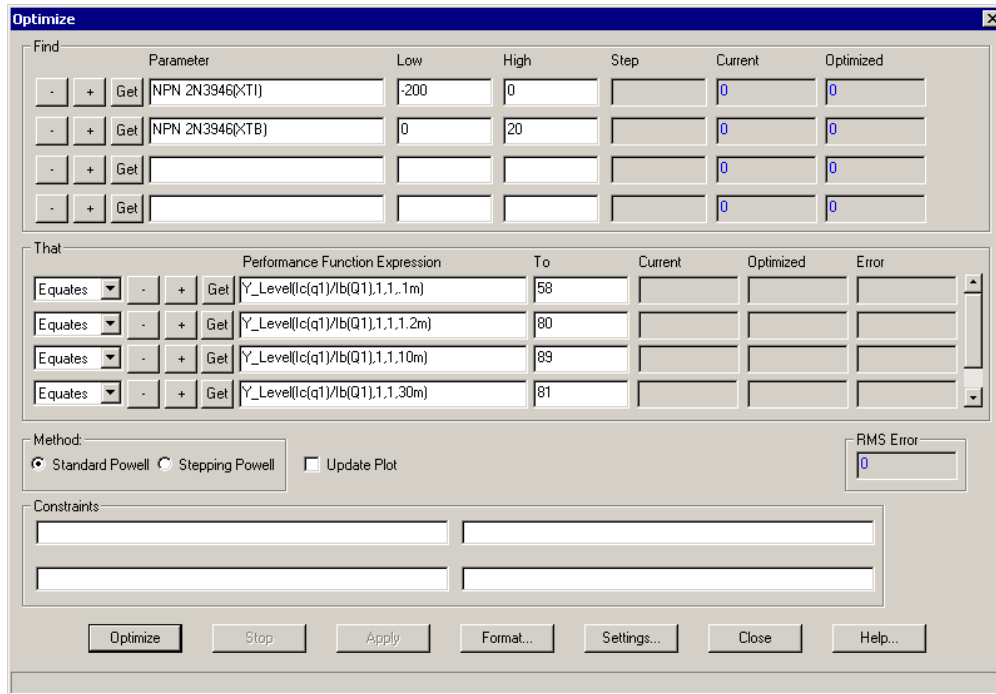 Optimize
Find
Parameter Low High Step Current Optimized
- + Get NPN 2N3946(XTI) -200 0 0 0
- + Get NPN 2N3946(XTB) 0 20 0 0
- + Get 0 0
- + Get 0 0
That
Performance Function Expression To Current Optimized Error
Equates - + Get Y_Level(Ic(q1)/Ib(Q1),1,1,.1m) 58
Equates - + Get Y_Level(Ic(q1)/Ib(Q1),1,1,1.2m) 80
Equates - + Get Y_Level(Ic(q1)/Ib(Q1),1,1,10m) 89
Equates - + Get Y_Level(Ic(q1)/Ib(Q1),1,1,30m) 81
Method: RMS Error
Standard Powell Stepping Powell Update Plot 0
Constraints
Optimize Stop Apply Format... Settings... Close Help...